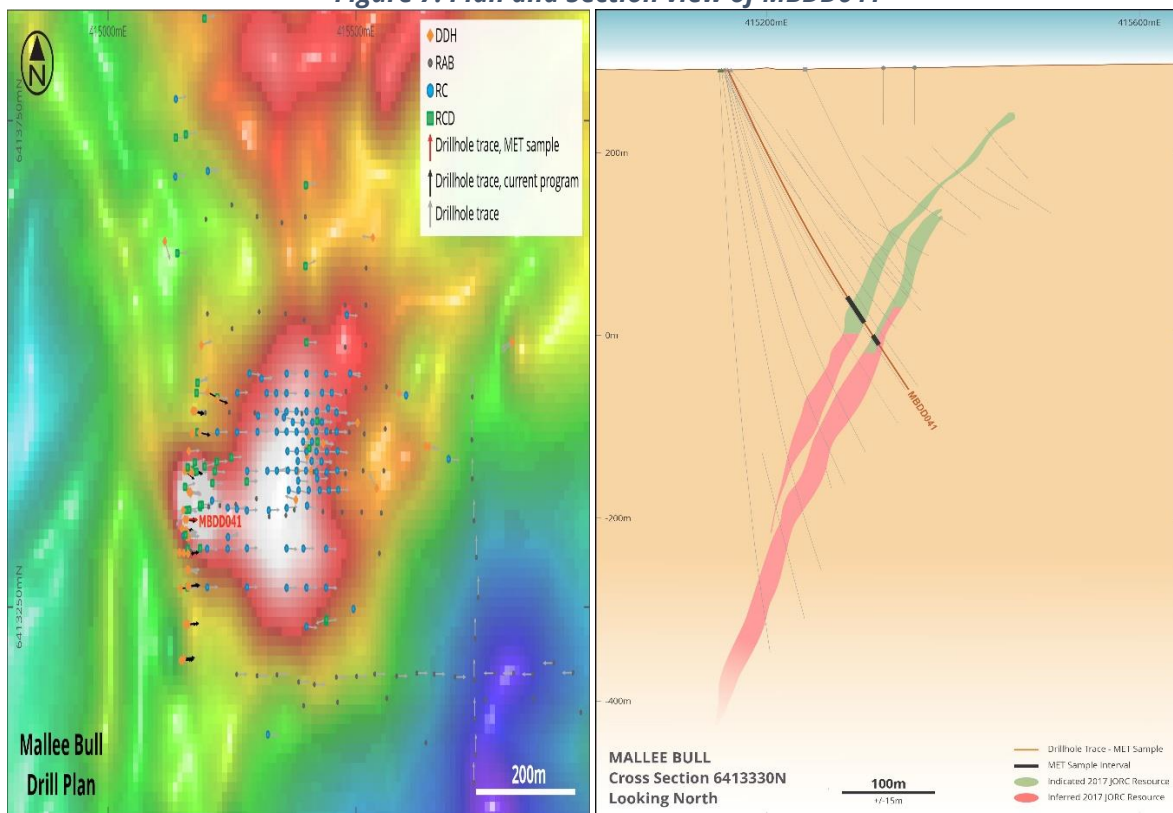 Figure 7: Plan and Section view of MBDD041
415000mE
415500mE
N
6413750mN
DDH
RAB
RC
RCD
Drillhole trace, MET sample
Drillhole trace, current program
Drillhole trace
MBDD041
6413250mN
Mallee Bull
Drill Plan
200m
415200mE
415600mE
200m
0m
MBDD041
-200m
-400m
MALLEE BULL
Cross Section 6413330N
Looking North
100m
+/-15m
Drillhole Trace - MET Sample
MET Sample Interval
Indicated 2017 JORC Resource
Inferred 2017 JORC Resource